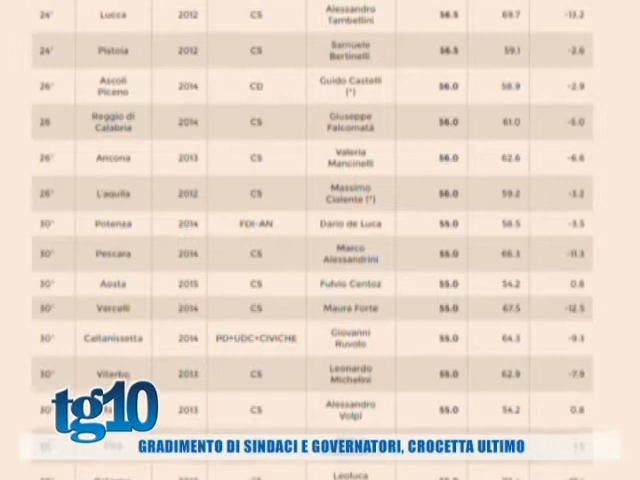 24° Lucca 2012 CS Alessandro Tambellini 56.5 69.7 -13.2
24° Pistoia 2012 CS Samuele Bertinelli 56.5 59.1 -2.6
26° Ascoli Piceno 2014 CD Guido Castelli (*) 56.0 58.9 -2.9
26 Reggio di Calabria 2014 CS Giuseppe Falcomatà 56.0 61.0 -5.0
26° Ancona 2013 CS Valeria Mancinelli 56.0 62.6 -6.6
26° L'aquila 2012 CS Massimo Cialente (*) 56.0 59.2 -3.2
30° Potenza 2014 FDI-AN Dario de Luca 55.0 58.5 -3.5
30° Pescara 2014 CS Marco Alessandrini 55.0 66.3 -11.3
30° Aosta 2015 CS Fulvio Centoz 55.0 54.2 0.8
30° Vercelli 2014 CS Maura Forte 55.0 67.5 -12.5
30° Caltanissetta 2014 PD+UDC+CIVICHE Giovanni Ruvolo 55.0 64.3 -9.3
30° Viterbo 2013 CS Leonardo Michelini 55.0 62.9 -7.9
30° 2013 CS Alessandro Volpi 55.0 54.2 0.8
tg10
GRADIMENTO DI SINDACI E GOVERNATORI, CROCETTA ULTIMO
Leoluca